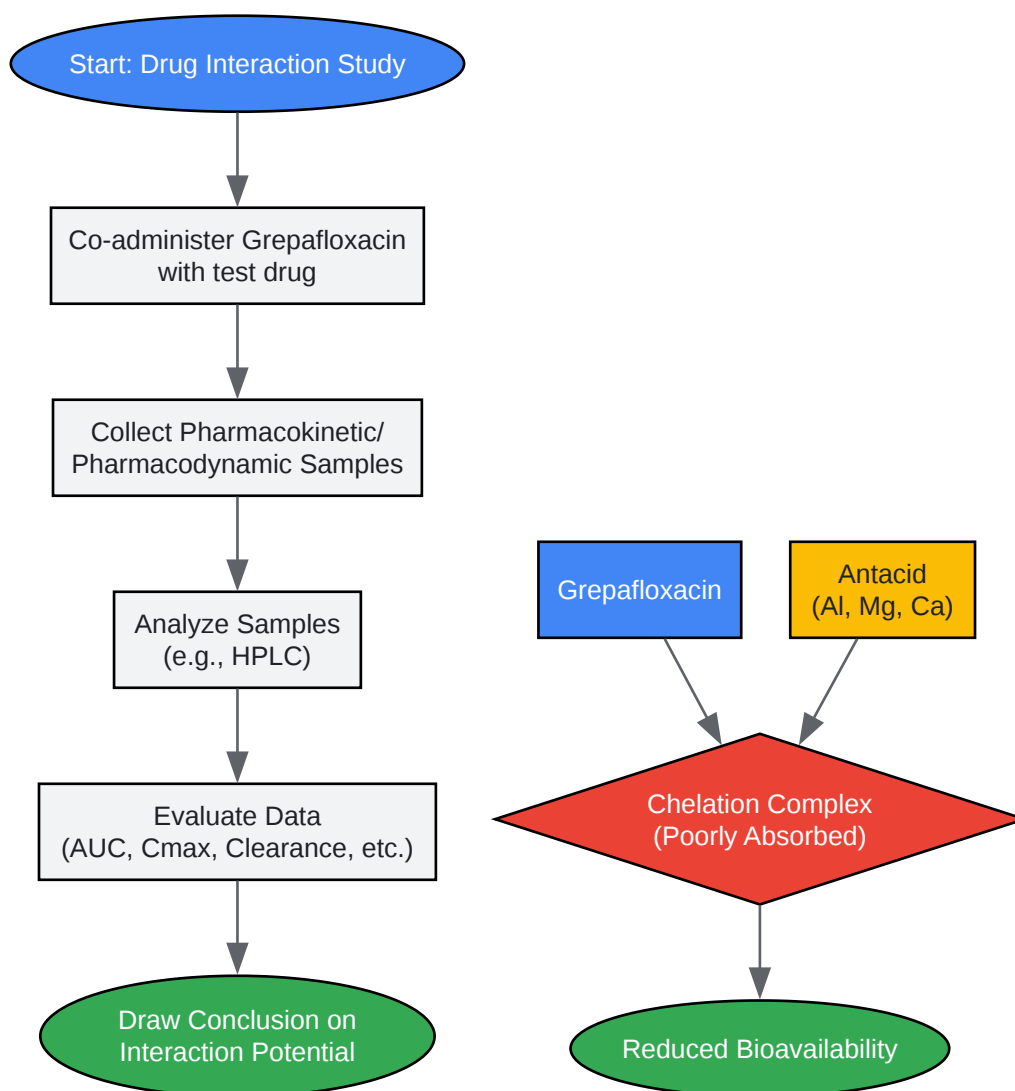 Start: Drug Interaction Study
Co-administer Grepafloxacin
with test drug
Collect Pharmacokinetic/
Pharmacodynamic Samples
Analyze Samples
(e.g., HPLC)
Evaluate Data
(AUC, Cmax, Clearance, etc.)
Draw Conclusion on
Interaction Potential
Grepafloxacin
Antacid
(Al, Mg, Ca)
Chelation Complex
(Poorly Absorbed)
Reduced Bioavailability